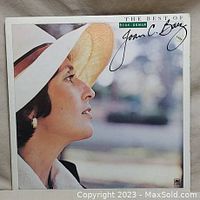 THE BEST OF
Joan C. Baez
Copyright 2023 - MaxSold.com